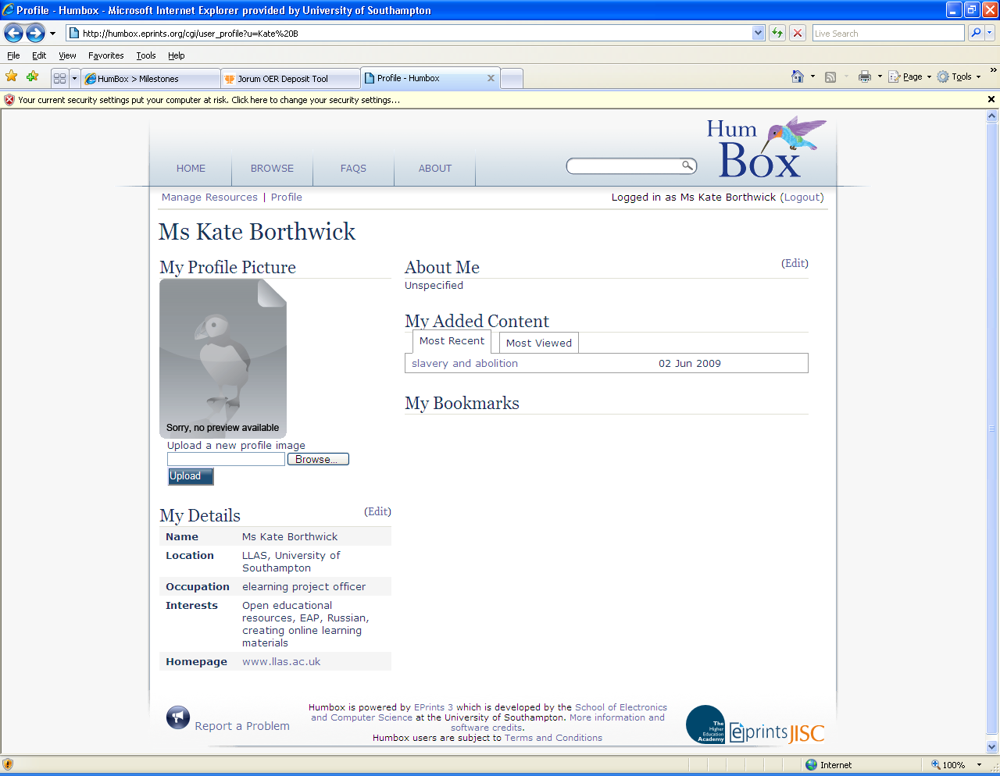 Profile - Humbox - Microsoft Internet Explorer provided by University of Southampton
http://humbox.eprints.org/cgi/user_profile?u=Kate%20B
Live Search
File Edit View Favorites Tools Help
HumBox > Milestones
Jorum OER Deposit Tool
Profile - Humbox
Page
Tools
Your current security settings put your computer at risk. Click here to change your security settings...
Hum
Box
HOME
BROWSE
FAQS
ABOUT
Manage Resources | Profile
Logged in as Ms Kate Borthwick (Logout)
Ms Kate Borthwick
My Profile Picture
Sorry, no preview available
Upload a new profile image
Browse...
Upload
My Details
(Edit)
Name Ms Kate Borthwick
Location LLAS, University of
Southampton
Occupation elearning project officer
Interests Open educational
resources, EAP, Russian,
creating online learning
materials
Homepage www.llas.ac.uk
About Me
(Edit)
Unspecified
My Added Content
Most Recent
Most Viewed
slavery and abolition 02 Jun 2009
My Bookmarks
Report a Problem
Humbox is powered by EPrints 3 which is developed by the School of Electronics
and Computer Science at the University of Southampton. More information and
software credits.
Humbox users are subject to Terms and Conditions
The
Higher
Education
Academy
eprints
JISC
Internet
100%